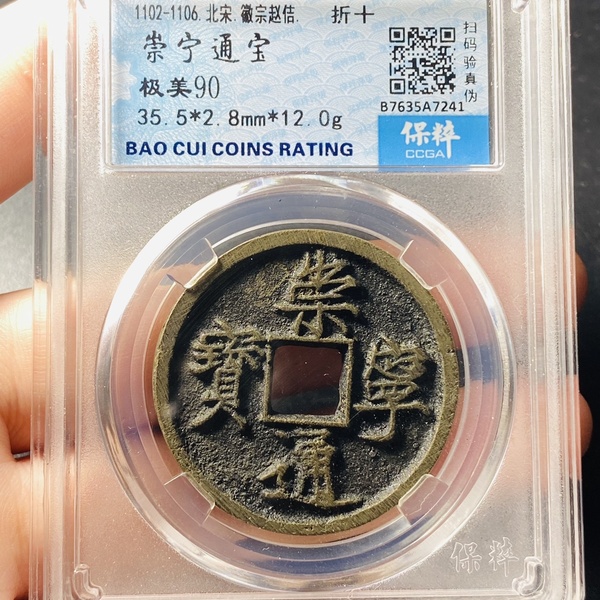 1102-1106.北宋.徽宗赵佶. 折十
崇宁通宝
极美90
35.5*2.8mm*12.0g
BAO CUI COINS RATING
扫码验真伪
B7635A7241
保粹
CCGA
崇寧通寳
保粹